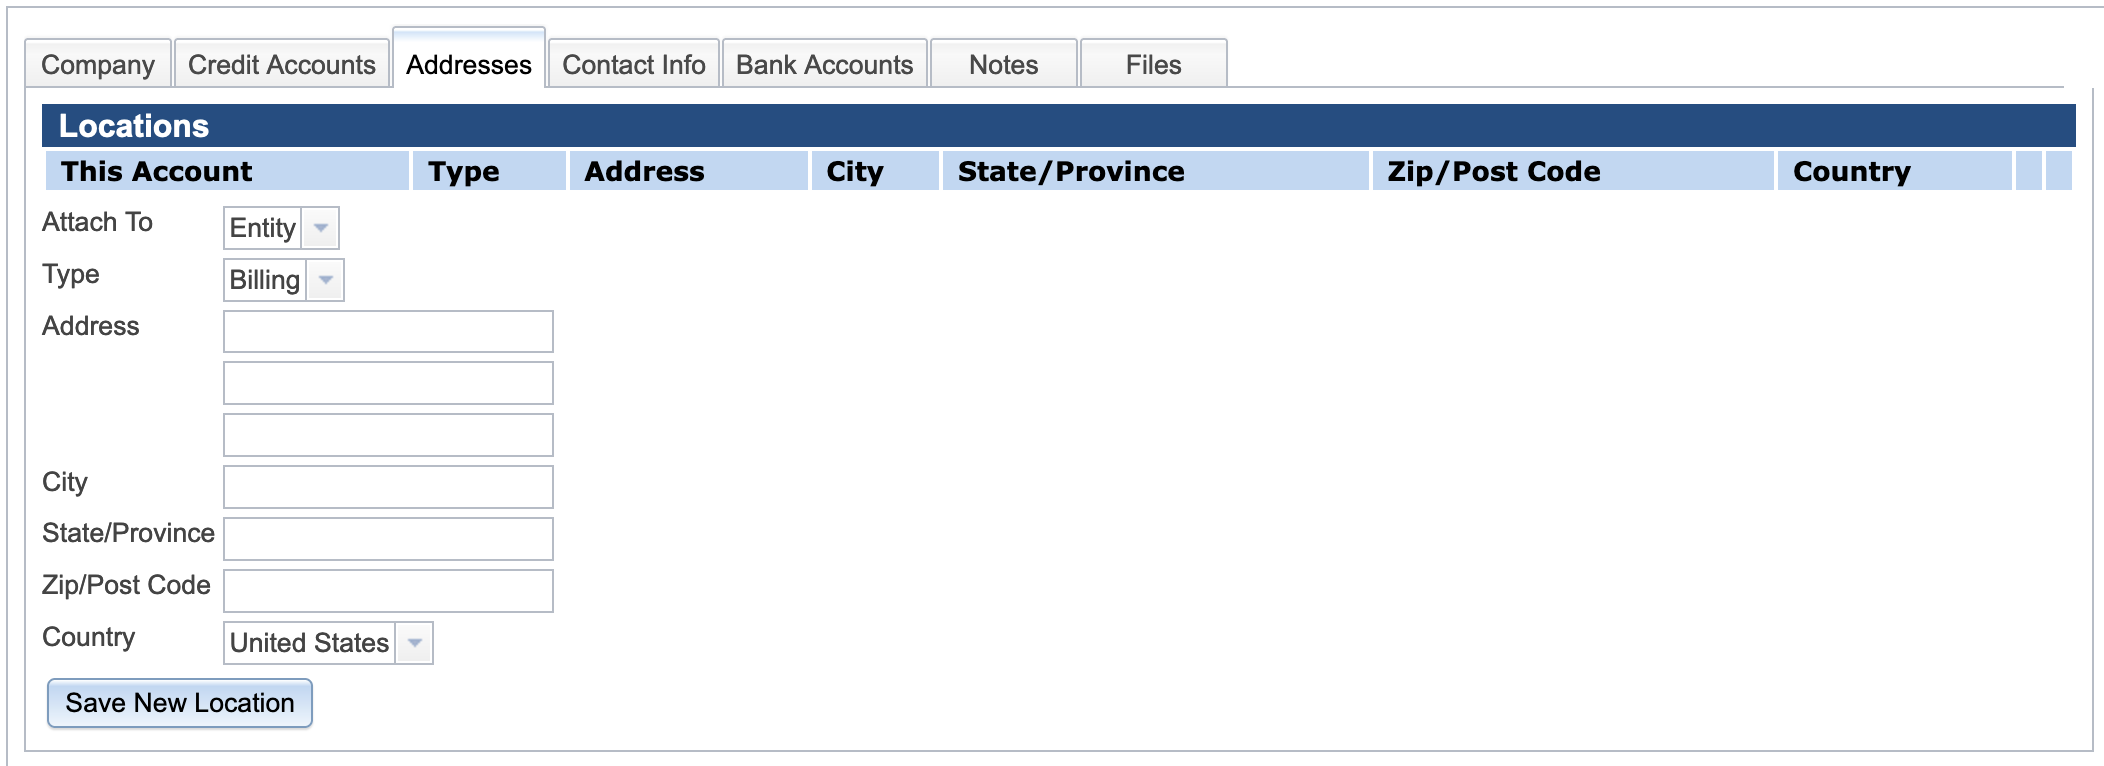 Company Credit Accounts Addresses Contact Info Bank Accounts Notes Files
Locations
This Account Type Address City State/Province Zip/Post Code Country
Attach To Entity
Type Billing
Address
City
State/Province
Zip/Post Code
Country United States
Save New Location